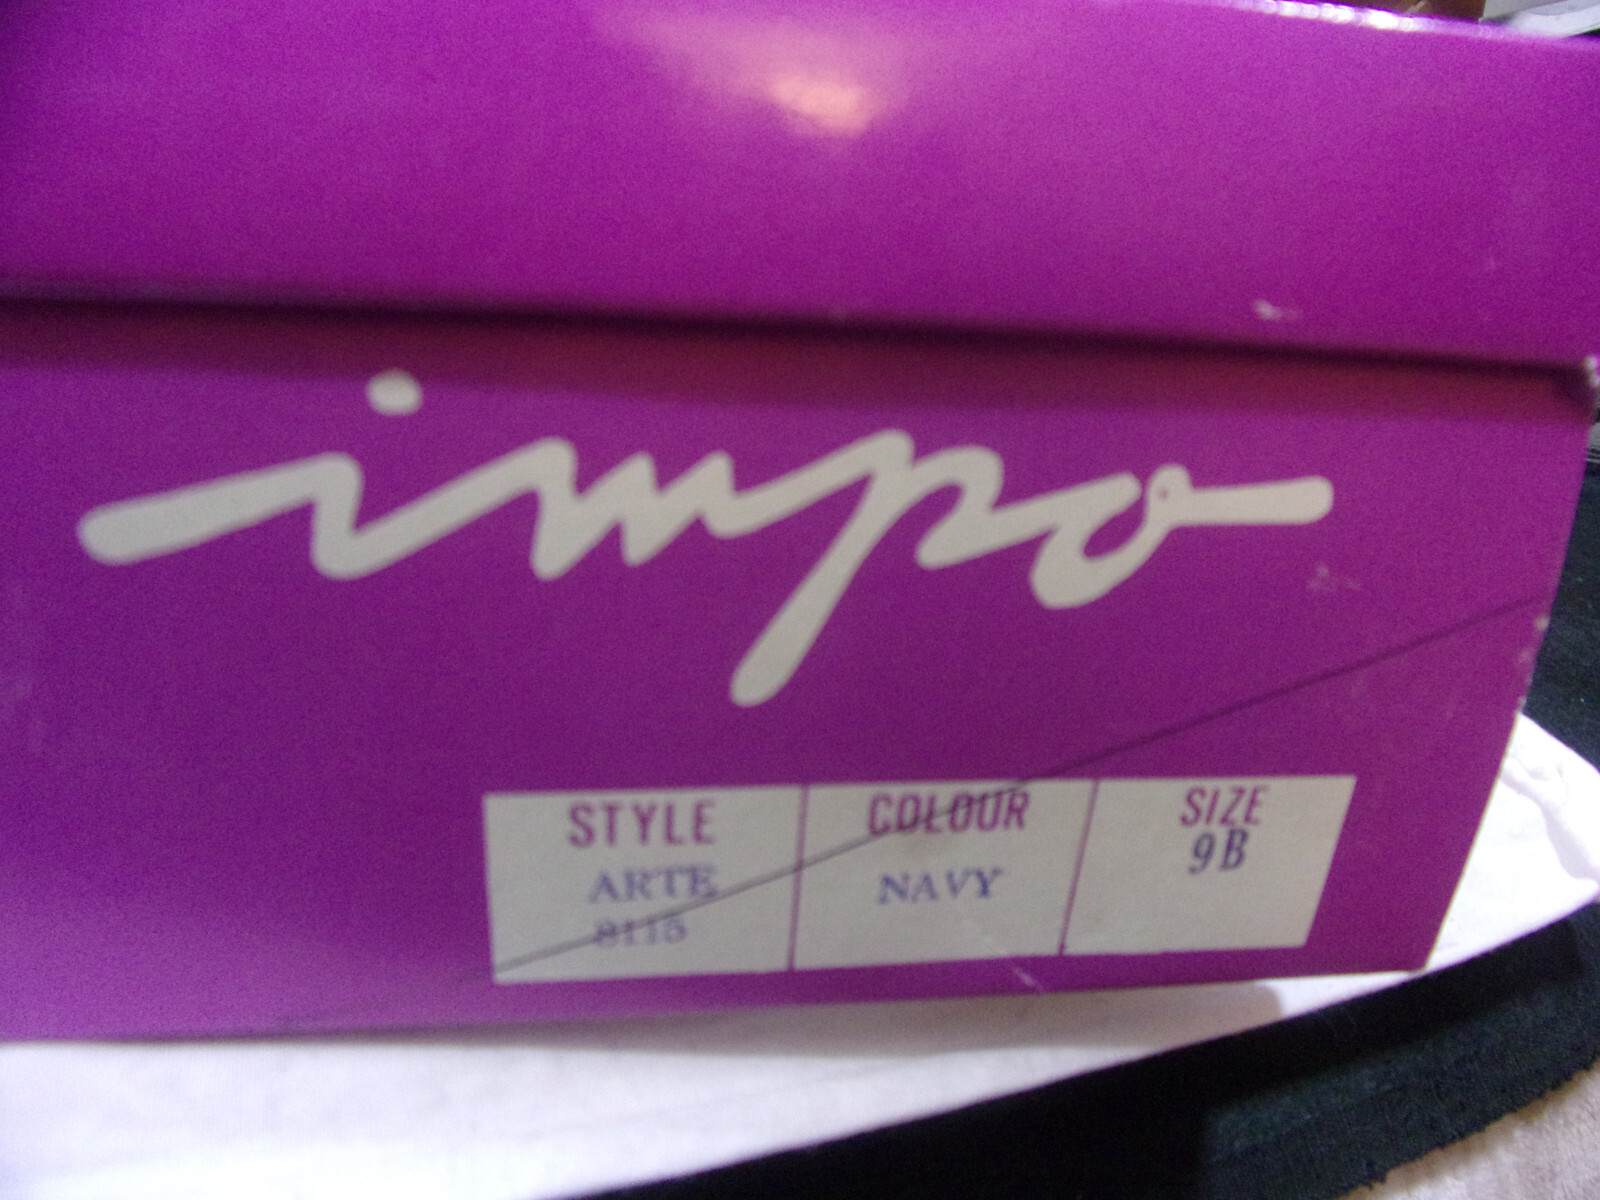 impo
STYLE COLOUR SIZE
ARTE NAVY 9B